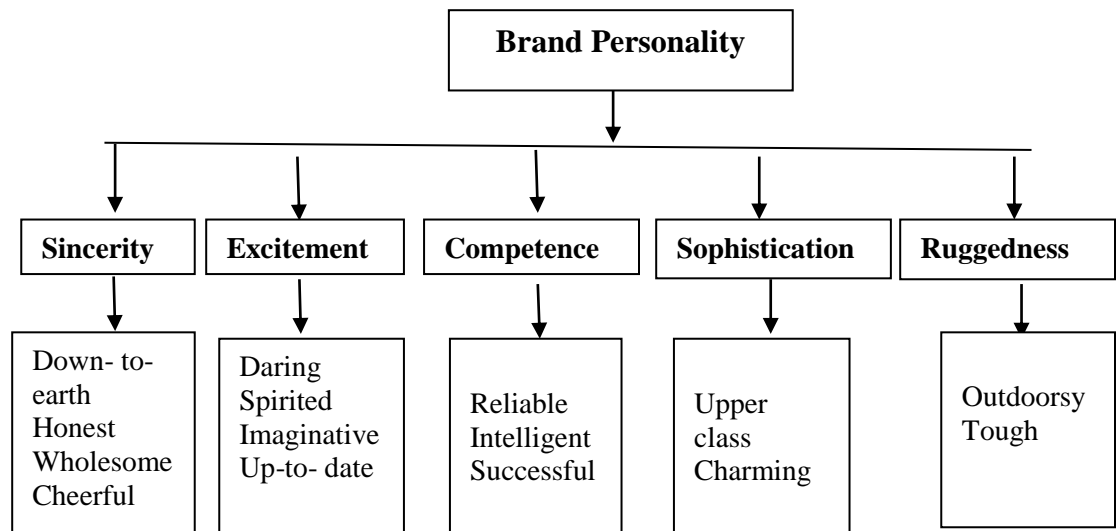 Brand Personality
Sincerity
Excitement
Competence
Sophistication
Ruggedness
Down- to-
earth
Honest
Wholesome
Cheerful
Daring
Spirited
Imaginative
Up-to- date
Reliable
Intelligent
Successful
Upper
class
Charming
Outdoorsy
Tough